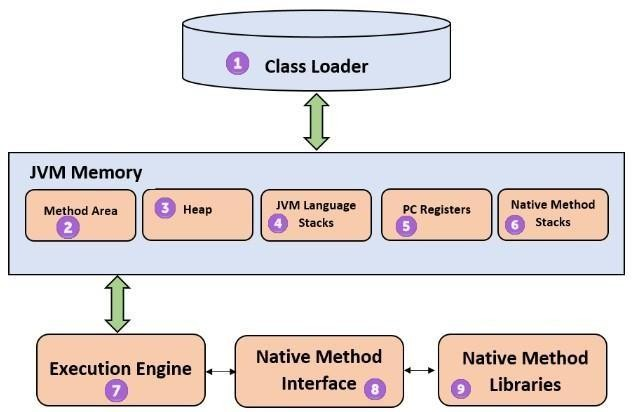 1 Class Loader
JVM Memory
Method Area
2
3 Heap
JVM Language
4 Stacks
PC Registers
5
Native Method
6 Stacks
Execution Engine
7
Native Method
Interface 8
Native Method
9 Libraries